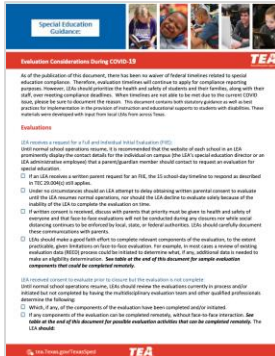 Special Education
Guidance:
TEA
Evaluation Considerations During COVID-19
As of the publication of this document, there has been no waiver of federal timelines related to special
education compliance. Therefore, evaluation timelines will continue to apply for compliance reporting
purposes. However, LEAs should prioritize the health and safety of students and their families, along with their
staff, over meeting compliance deadlines. When timelines are not able to be met due to the current COVID
issue, please be sure to document the reason. This document contains both statutory guidance as well as best
practices for implementation in the provision of instruction and educational supports to students with disabilities. These
materials were developed with input from local LEAs from across Texas.
Evaluations
LEA receives a request for a Full and Individual Initial Evaluation (FIIE):
Until normal school operations resume, it is recommended that the website of each school in an LEA
prominently display the contact details for the individual on campus (the LEA's special education director or an
LEA administrative employee) that a parent/guardian member should contact to request an evaluation for
special education.
☐ If an LEA receives a written parent request for an FIIE, the 15-school-day timeline to respond as described
in TEC 29.004(c) still applies.
☐ Under no circumstances should an LEA attempt to delay obtaining written parental consent to evaluate
until the LEA resumes normal operations, nor should the LEA decline to evaluate solely because of the
inability of the LEA to complete the evaluation on time.
☐ If written consent is received, discuss with parents that priority must be given to health and safety of
everyone and that face-to-face evaluations will not be conducted during any closures nor while social
distancing continues to be enforced by local, state, or federal authorities. LEAs should carefully document
these communications with parents.
☐ LEAs should make a good faith effort to complete relevant components of the evaluation, to the extent
practicable, given limitations on face-to-face evaluation. For example, in most cases a review of existing
evaluation data (REED) process could be initiated to determine what, if any, additional data is needed to
make an eligibility determination. See table at the end of this document for sample evaluation
components that could be completed remotely.
LEA received consent to evaluate prior to closure but the evaluation is not complete:
Until normal school operations resume, LEAs should review the evaluations currently in process and/or
initiated but not completed by having the multidisciplinary evaluation team and other qualified professionals
determine the following:
☐ Which, if any, of the components of the evaluation have been completed and/or initiated.
☐ If any components of the evaluation can be completed remotely, without face-to-face interaction. See
table at the end of this document for possible evaluation activities that can be completed remotely. The
LEA should:
tea.Texas.gov/TexasSped
TEA